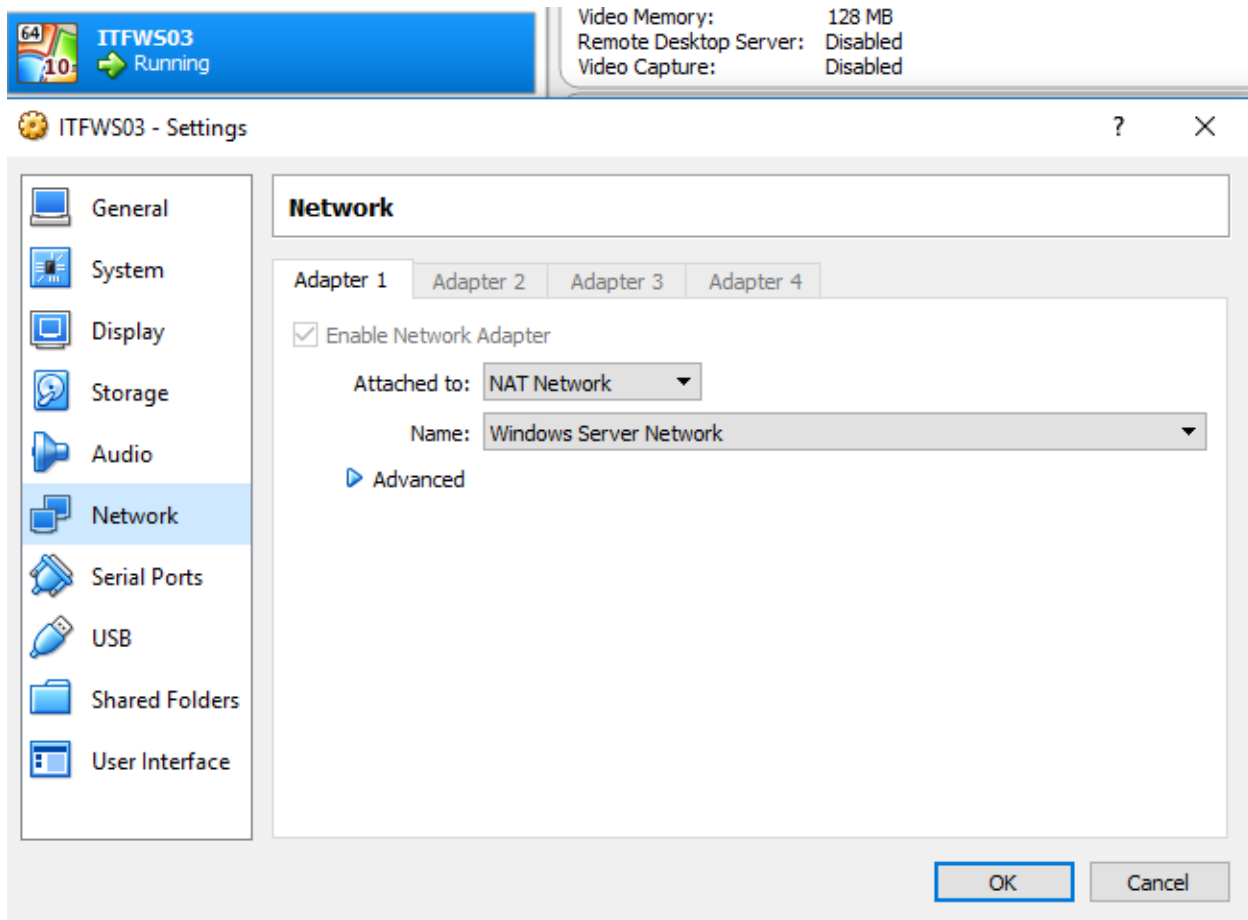 64
10
ITFWS03
Running
Video Memory: 128 MB
Remote Desktop Server: Disabled
Video Capture: Disabled
ITFWS03 - Settings
?
General
System
Display
Storage
Audio
Network
Serial Ports
USB
Shared Folders
User Interface
Network
Adapter 1 Adapter 2 Adapter 3 Adapter 4
Enable Network Adapter
Attached to: NAT Network
Name: Windows Server Network
Advanced
OK Cancel